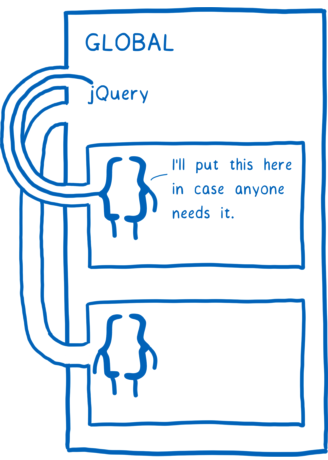 GLOBAL
jQuery
I'll put this here
in case anyone
needs it.